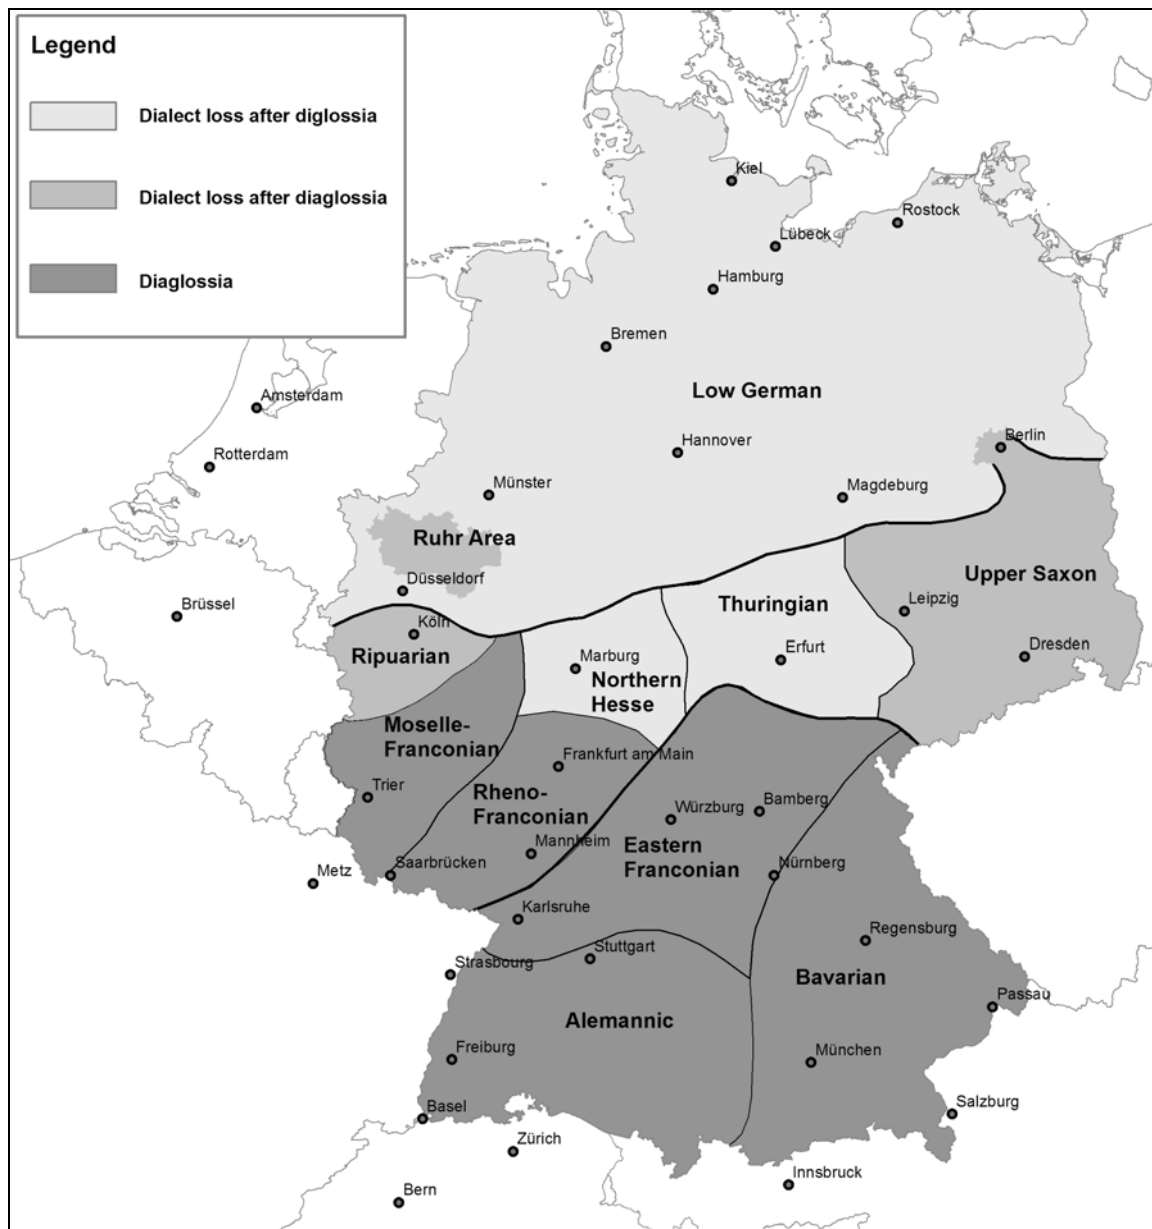 Legend
Dialect loss after diglossia
Dialect loss after diaglossia
Diaglossia
Kiel
Rostock
Lübeck
Hamburg
Bremen
Low German
Amsterdam
Berlin
Hannover
Rotterdam
Münster
Magdeburg
Ruhr Area
Upper Saxon
Düsseldorf
Brüssel
Thuringian
Leipzig
Köln
Ripuarian
Erfurt
Dresden
Marburg
Northern
Hesse
Moselle-
Franconian
Frankfurt am Main
Trier
Rheno-
Franconian
Würzburg
Bamberg
Mannheim
Eastern
Franconian
Saarbrücken
Metz
Nürnberg
Karlsruhe
Regensburg
Stuttgart
Strasbourg
Bavarian
Passau
Alemannic
Freiburg
München
Basel
Salzburg
Zürich
Innsbruck
Bern